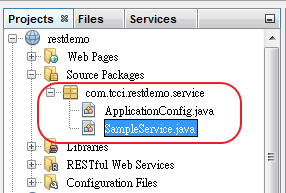 Projects Files Services
restdemo
Web Pages
Source Packages
com.tcci.restdemo.service
ApplicationConfig.java
SampleService.java
Libraries
RESTful Web Services
Configuration Files